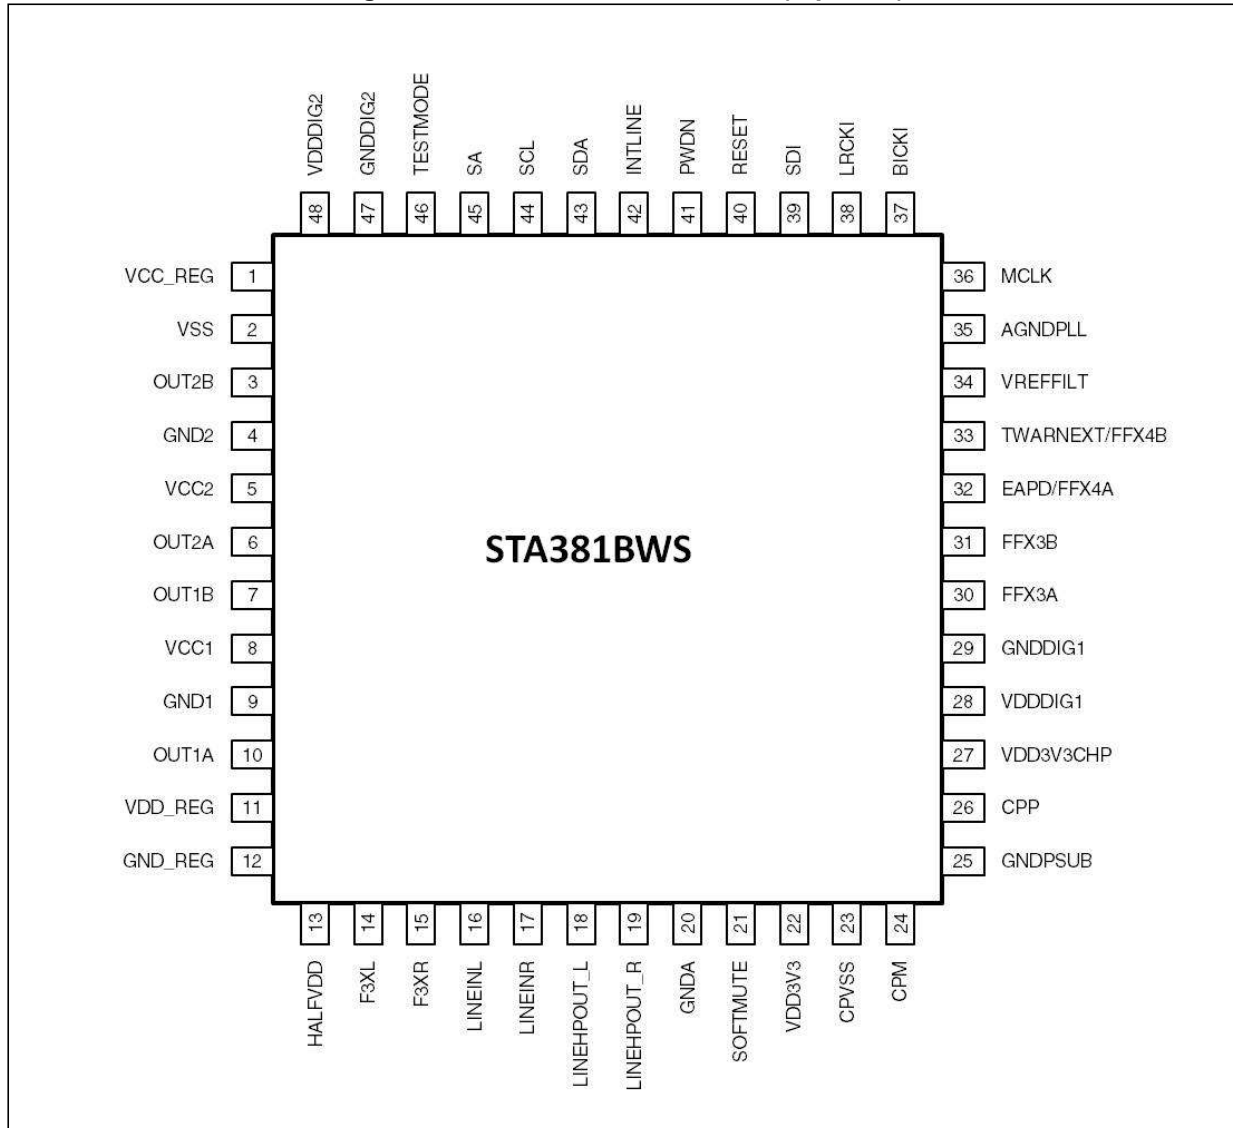 VDDDIG2
GNDDIG2
TESTMODE
SA
SCL
SDA
INTLINE
PWDN
RESET
SDI
LRCKI
BICKI
48
47
46
45
44
43
42
41
40
39
38
37
VCC_REG 1
36 MCLK
VSS 2
35 AGNDPLL
OUT2B 3
34 VREFFILT
GND2 4
33 TWARNEXT/FFX4B
VCC2 5
32 EAPD/FFX4A
OUT2A 6
31 FFX3B
STA381BWS
OUT1B 7
30 FFX3A
VCC1 8
29 GNDDIG1
GND1 9
28 VDDDIG1
OUT1A 10
27 VDD3V3CHP
VDD_REG 11
26 CPP
GND_REG 12
25 GNDPSUB
13
14
15
16
17
18
19
20
21
22
23
24
HALFVDD
F3XL
F3XR
LINEINL
LINEINR
LINEHPOUT_L
LINEHPOUT_R
GNDA
SOFTMUTE
VDD3V3
CPVSS
CPM